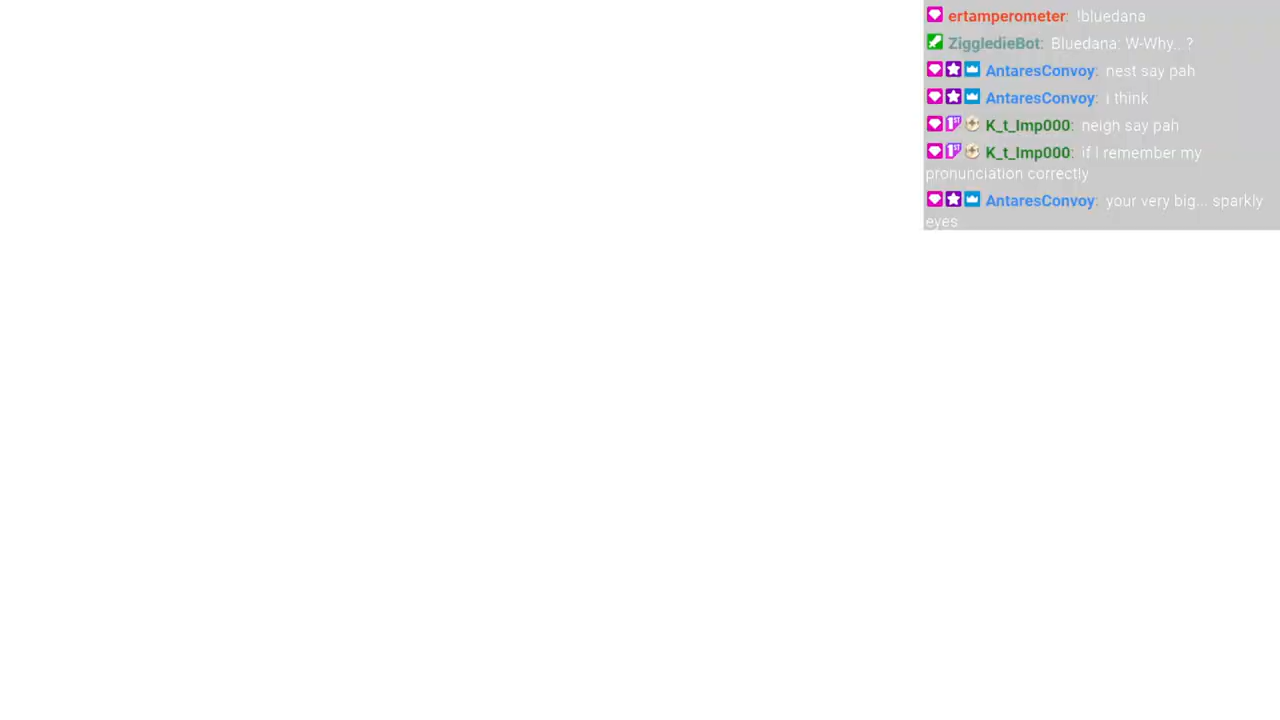 ertamperometer: !bluedana
ZiggledieBot: Bluedana: W-Why.. ?
AntaresConvoy: nest say pah
AntaresConvoy: i think
K_t_Imp000: neigh say pah
K_t_Imp000: if I remember my
pronunciation correctly
AntaresConvoy: your very big... sparkly
eyes